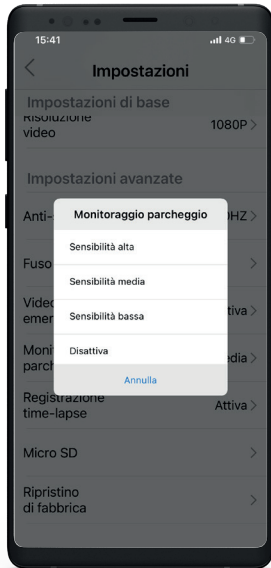 15:41
4G
Impostazioni
Impostazioni di base
Risoluzione
video
1080P
Impostazioni avanzate
Anti-
HZ
Monitoraggio parcheggio
Sensibilità alta
Sensibilità media
Sensibilità bassa
Disattiva
Annulla
Fuso
Video
emer
tiva
Moni
parch
edia
Registrazione
time-lapse
Attiva
Micro SD
Ripristino
di fabbrica